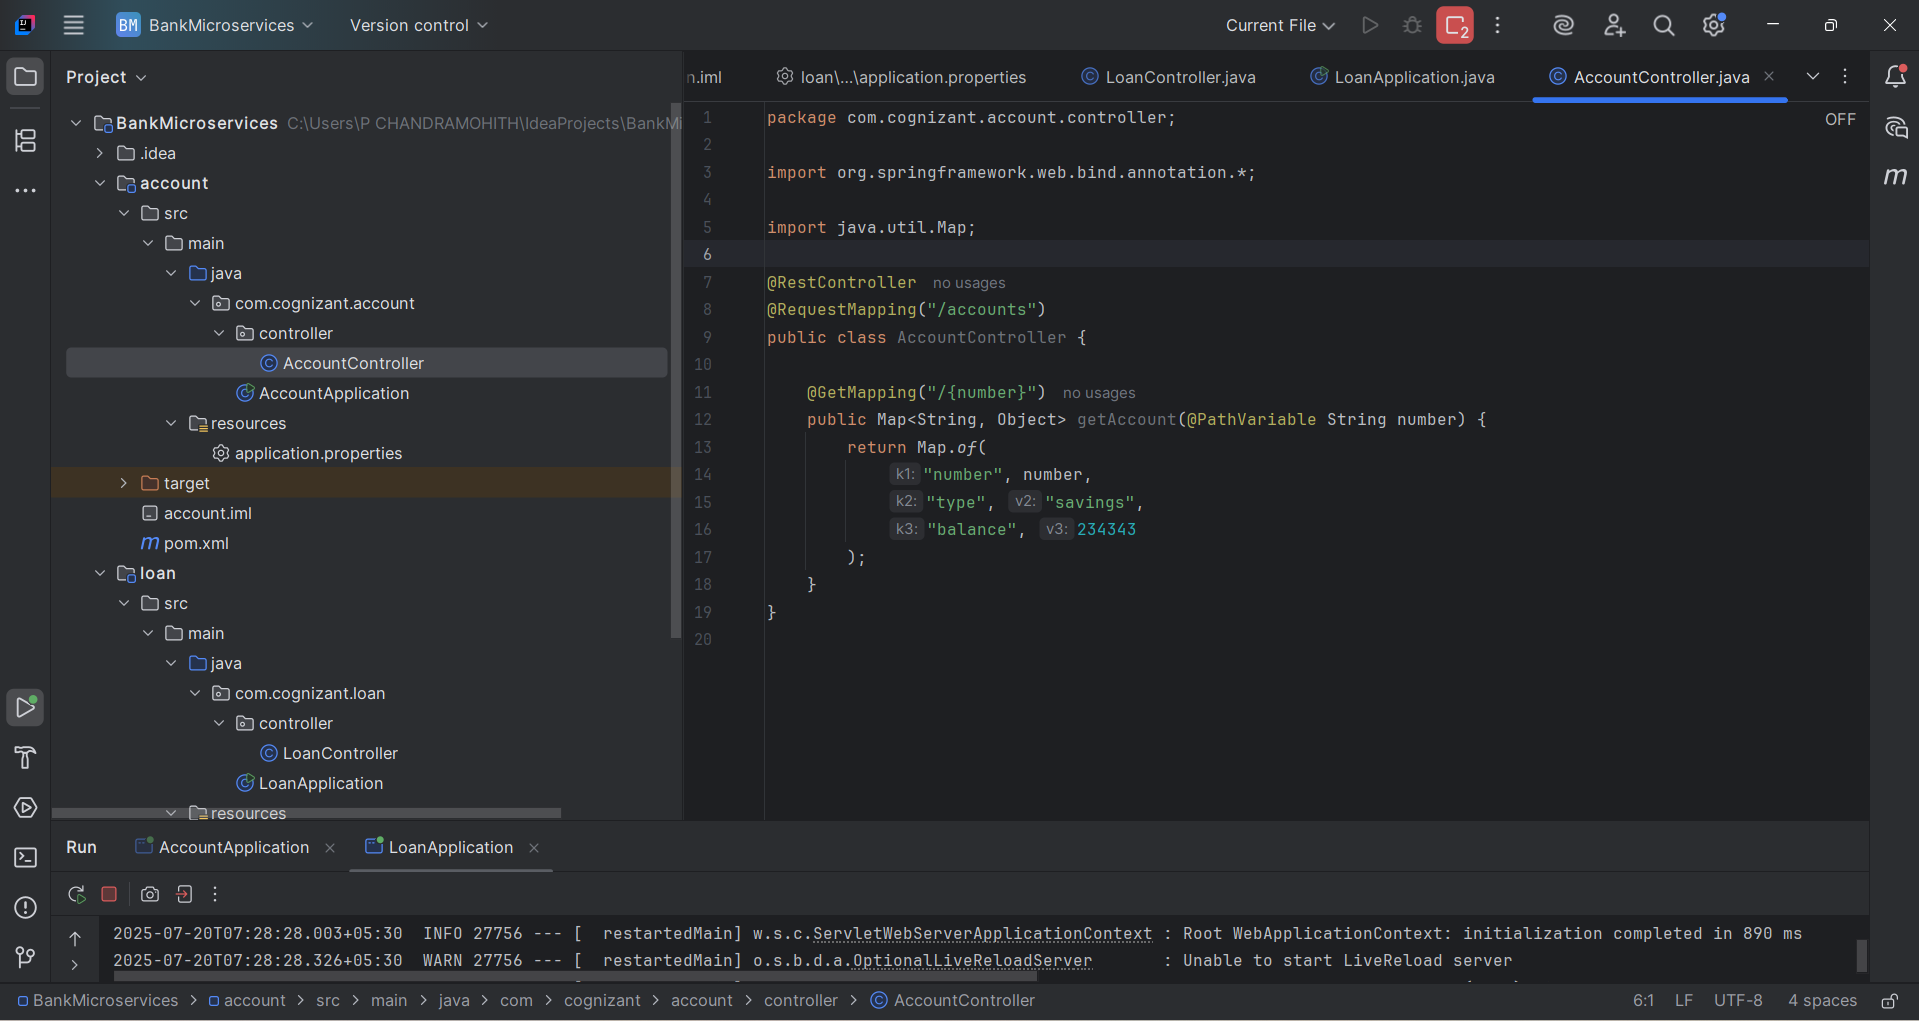 BM BankMicroservices Version control Current File 2
Project
n.iml loan\...\application.properties LoanController.java LoanApplication.java AccountController.java
BankMicroservices C:\Users\P CHANDRAMOHITH\IdeaProjects\BankMi
.idea
account
src
main
java
com.cognizant.account
controller
AccountController
AccountApplication
resources
application.properties
target
account.iml
pom.xml
loan
src
main
java
com.cognizant.loan
controller
LoanController
LoanApplication
resources
OFF
1 package com.cognizant.account.controller;
2
3 import org.springframework.web.bind.annotation.*;
4
5 import java.util.Map;
6
7 @RestController no usages
8 @RequestMapping("/accounts")
9 public class AccountController {
10
11 @GetMapping("/{number}") no usages
12 public Map<String, Object> getAccount(@PathVariable String number) {
13 return Map.of(
14 k1: "number", number,
15 k2: "type", v2: "savings",
16 k3: "balance", v3: 234343
17 );
18 }
19 }
20
Run AccountApplication LoanApplication
2025-07-20T07:28:28.003+05:30 INFO 27756 --- [ restartedMain] w.s.c.ServletWebServerApplicationContext : Root WebApplicationContext: initialization completed in 890 ms
2025-07-20T07:28:28.326+05:30 WARN 27756 --- [ restartedMain] o.s.b.d.a.OptionalLiveReloadServer : Unable to start LiveReload server
BankMicroservices > account > src > main > java > com > cognizant > account > controller > AccountController 6:1 LF UTF-8 4 spaces